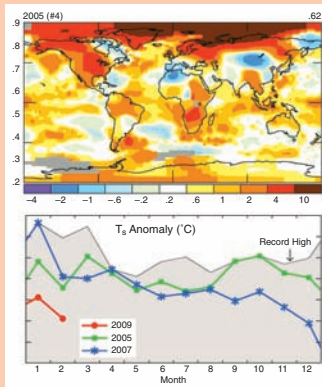 2005 (#4) .62
.9
.8
.7
.6
.5
.4
.3
.2
-4 -2 -1 -.6 -.2 .2 .6 1 2 4 10
Ts Anomaly (°C)
Record High
2009
2005
2007
1 2 3 4 5 6 7 8 9 10 11 12
Month